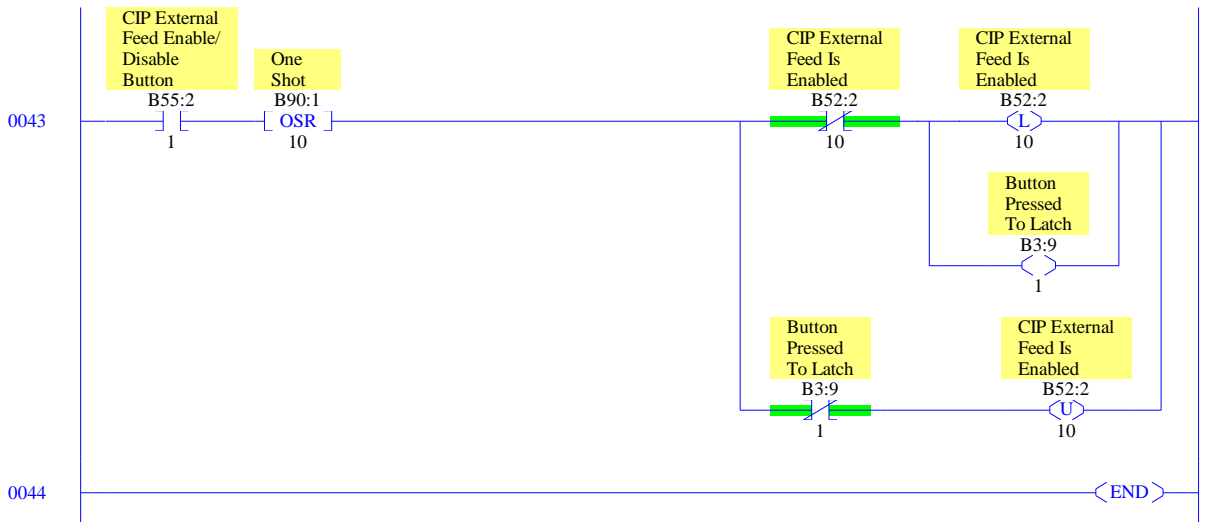 CIP External
Feed Enable/
Disable
Button
B55:2
1
One
Shot
B90:1
OSR
10
CIP External
Feed Is
Enabled
B52:2
10
CIP External
Feed Is
Enabled
B52:2
L
10
0043
Button
Pressed
To Latch
B3:9
1
Button
Pressed
To Latch
B3:9
1
CIP External
Feed Is
Enabled
B52:2
U
10
0044
END